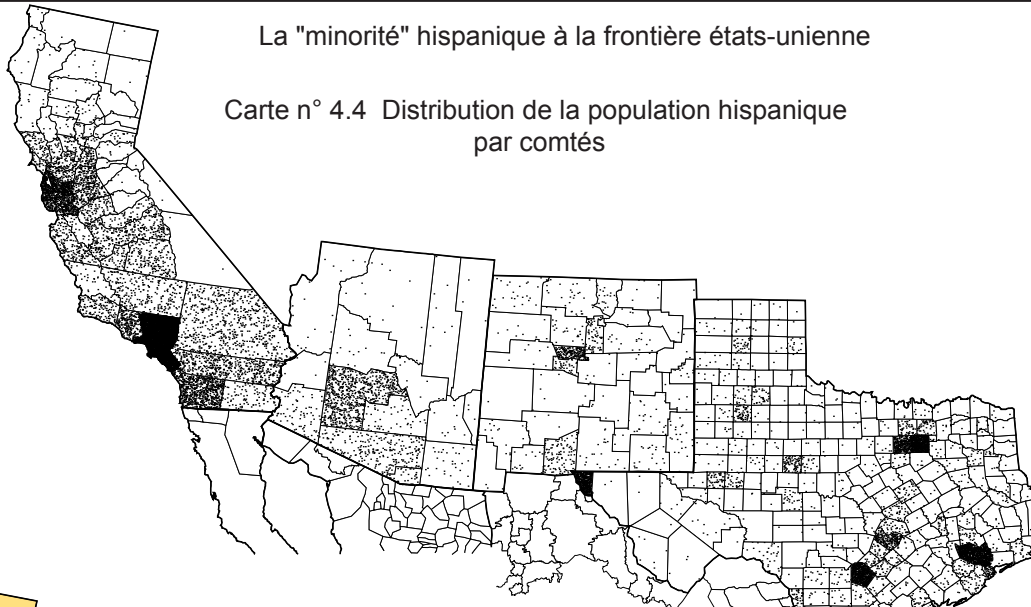 La "minorité" hispanique à la frontière états-unienne
Carte n° 4.4 Distribution de la population hispanique
par comtés